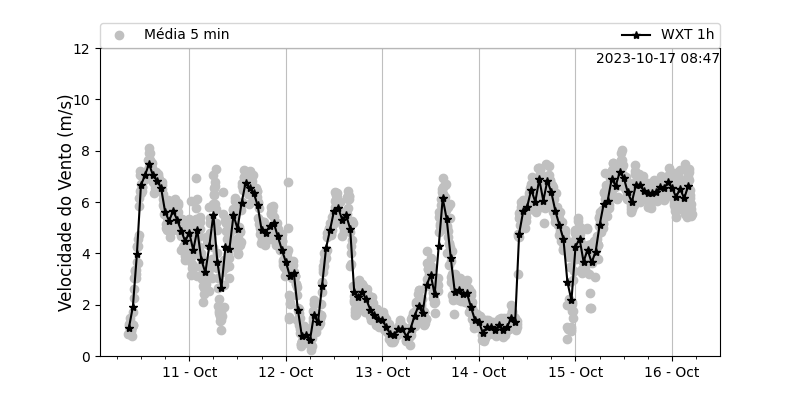 Média 5 min
WXT 1h
2023-10-17 08:47
Velocidade do Vento (m/s)
12
10
8
6
4
2
0
11 - Oct
12 - Oct
13 - Oct
14 - Oct
15 - Oct
16 - Oct